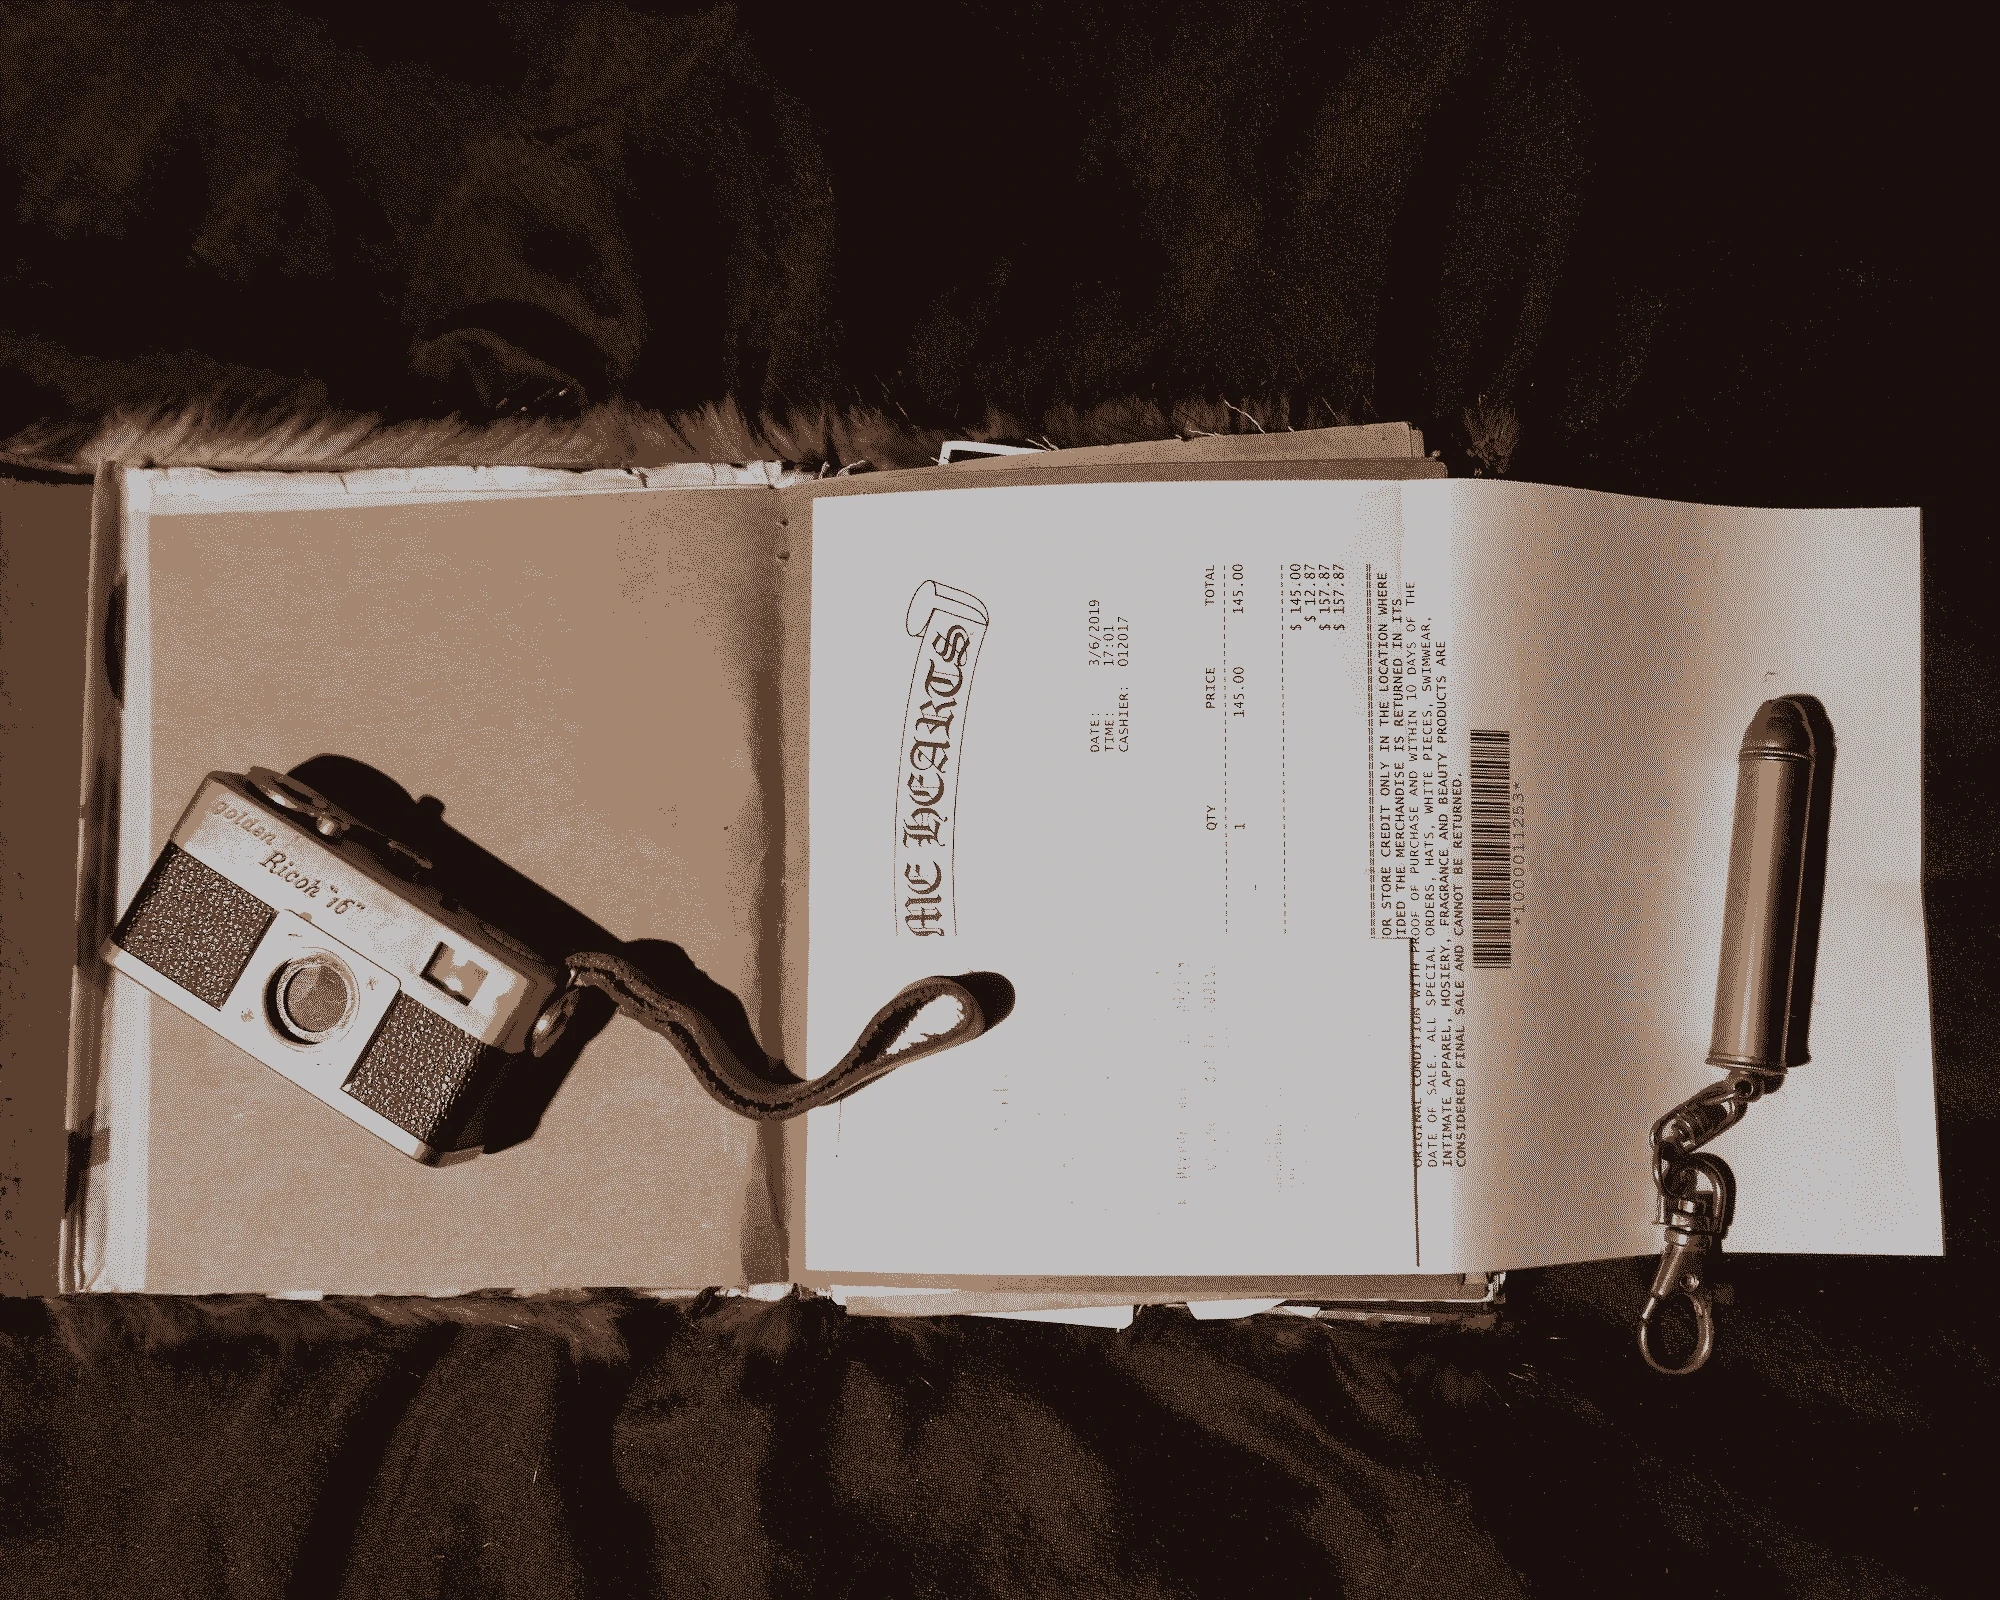 golden
Ricoh "16"
ME HEARTS
DATE: 3/6/2019
TIME: 17:01
CASHIER: 012017
QTY PRICE TOTAL
1 145.00 145.00
$ 145.00
$ 12.87
$ 157.87
$ 157.87
OR STORE CREDIT ONLY IN THE LOCATION WHERE
IDED THE MERCHANDISE IS RETURNED IN ITS
ORIGINAL CONDITION WITH PROOF OF PURCHASE AND WITHIN 10 DAYS OF THE
DATE OF SALE. ALL SPECIAL ORDERS, HATS, WHITE PIECES, SWIMWEAR,
INTIMATE APPAREL, HOSIERY, FRAGRANCE AND BEAUTY PRODUCTS ARE
CONSIDERED FINAL SALE AND CANNOT BE RETURNED.
*1000011253*